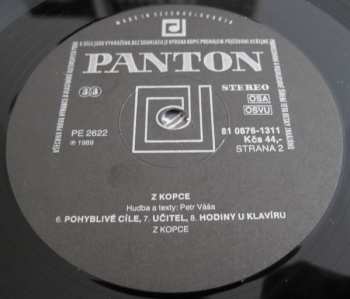 MADE IN CZECHOSLOVAKIA
PANTON
33
STEREO
OSA
OSVU
PE 2622
℗ 1989
81 0876-1311
Kčs 44,-
STRANA 2
Z KOPCE
Hudba a texty: Petr Váša
6. POHYBLIVÉ CÍLE, 7. UČITEL, 8. HODINY U KLAVÍRU
Z KOPCE